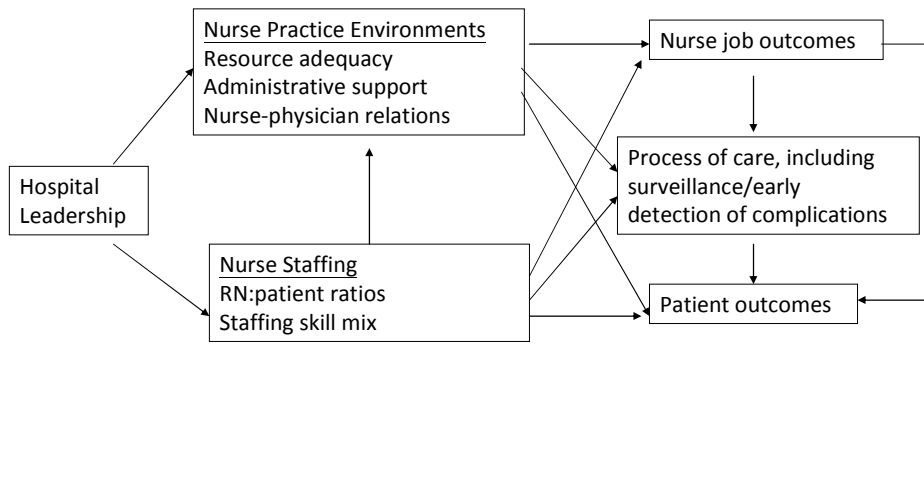 Nurse Practice Environments
Resource adequacy
Administrative support
Nurse-physician relations
Nurse job outcomes
Hospital
Leadership
Process of care, including
surveillance/early
detection of complications
Nurse Staffing
RN:patient ratios
Staffing skill mix
Patient outcomes